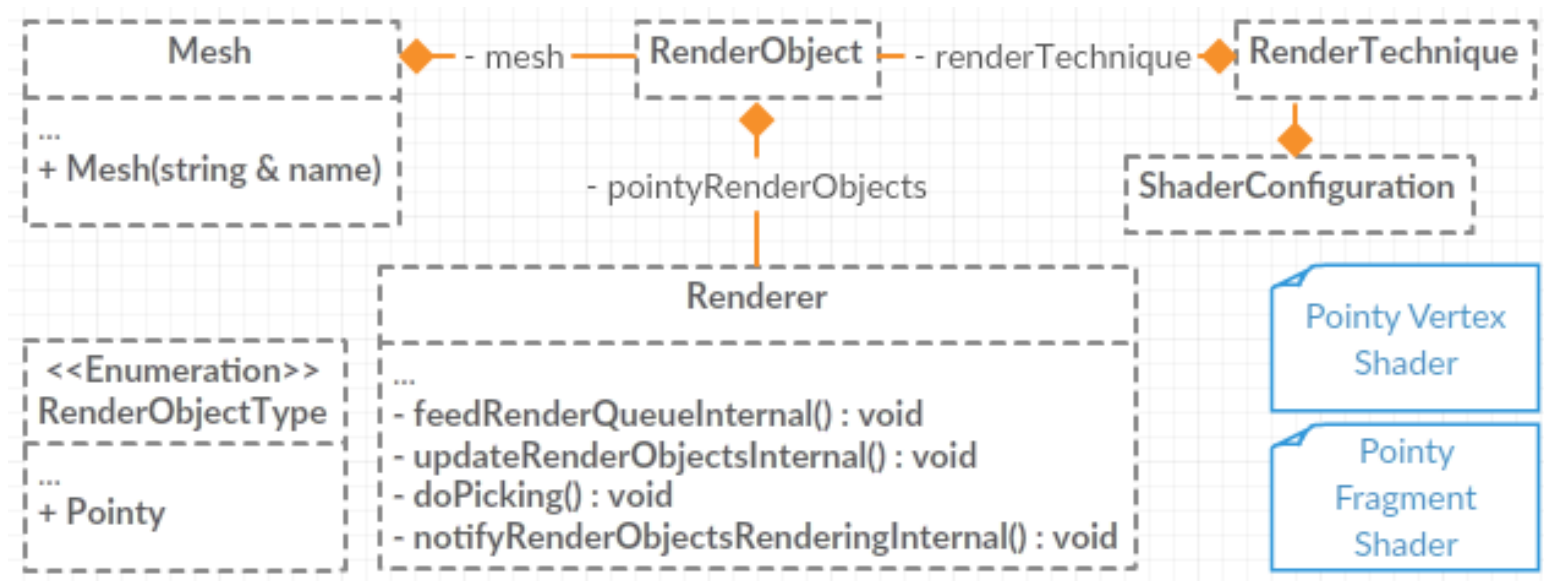 Mesh
...
+ Mesh(string & name)
- mesh
RenderObject
- renderTechnique
RenderTechnique
ShaderConfiguration
- pointyRenderObjects
Renderer
...
- feedRenderQueueInternal() : void
- updateRenderObjectsInternal() : void
- doPicking() : void
- notifyRenderObjectsRenderingInternal() : void
<<Enumeration>>
RenderObjectType
...
+ Pointy
Pointy Vertex
Shader
Pointy
Fragment
Shader